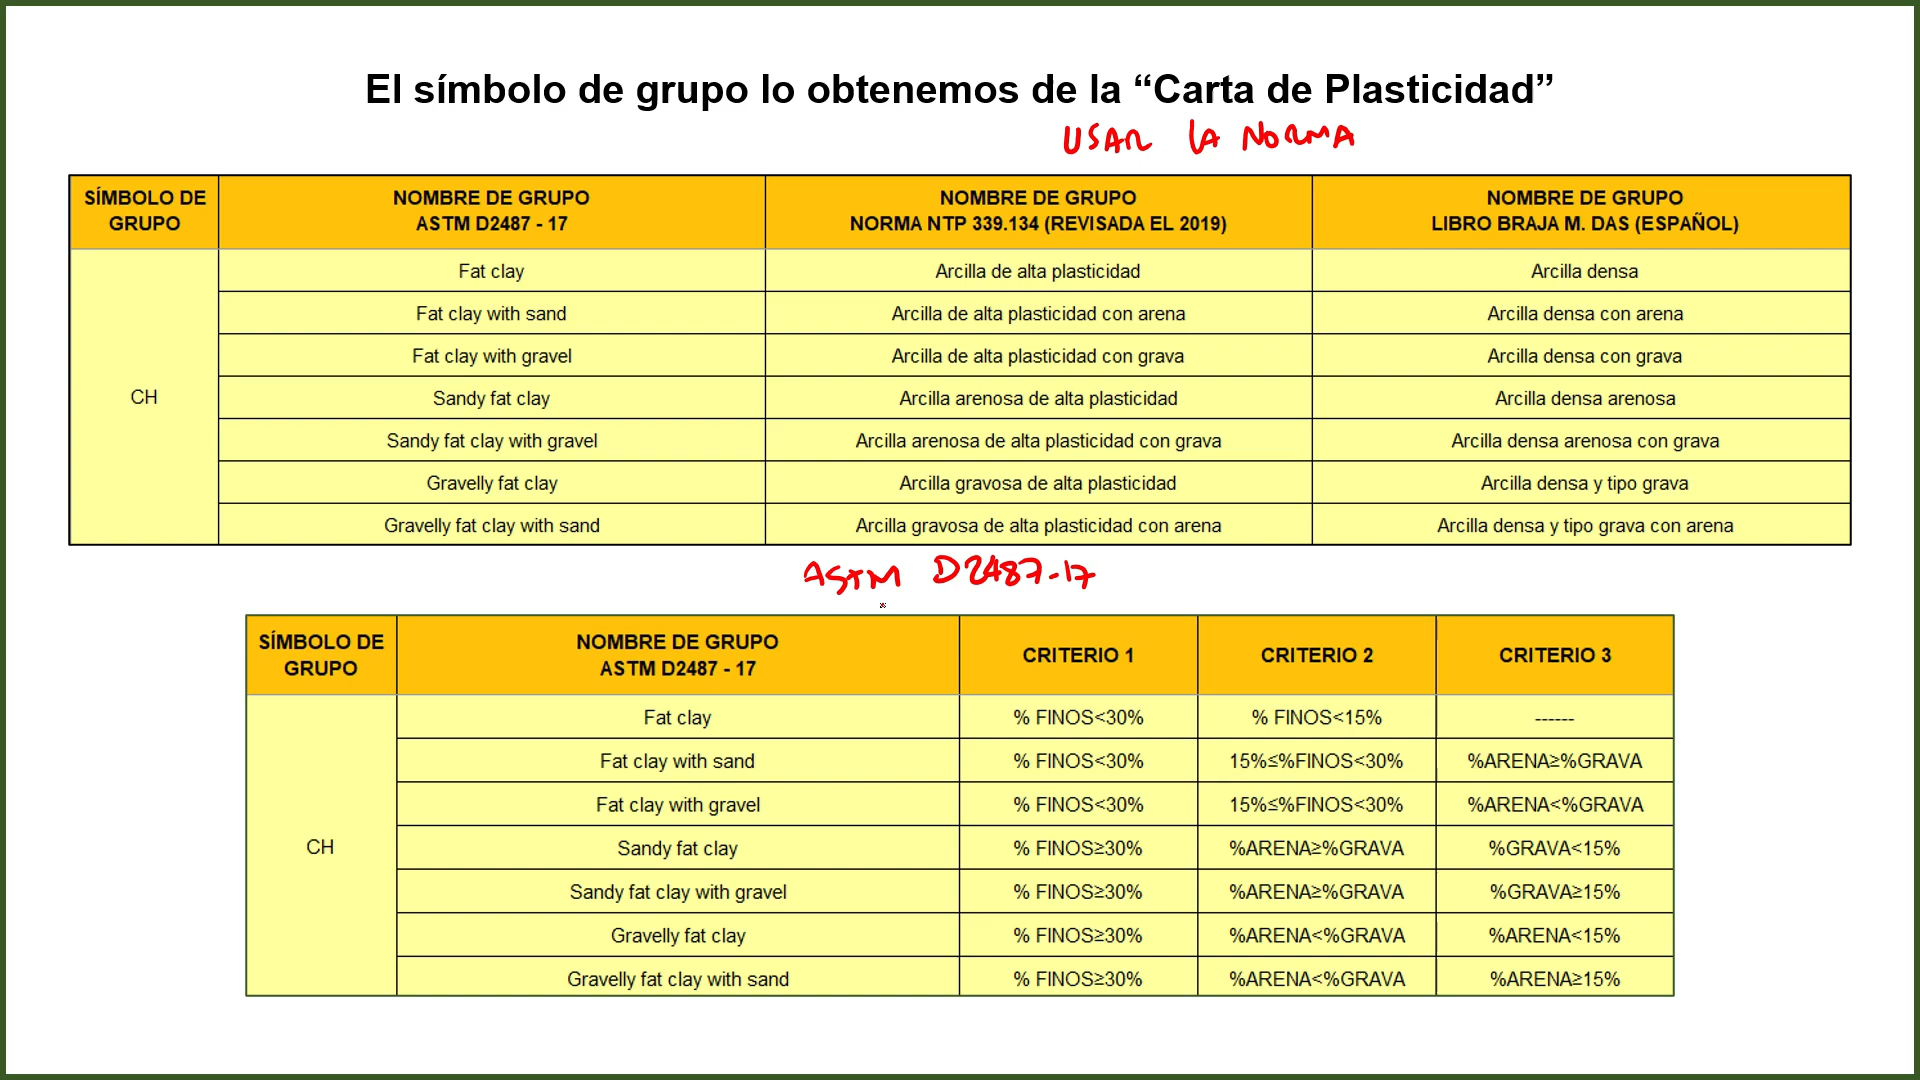 El símbolo de grupo lo obtenemos de la “Carta de Plasticidad”
USAR LA NORMA
SÍMBOLO DE GRUPO | NOMBRE DE GRUPO ASTM D2487 - 17 | NOMBRE DE GRUPO NORMA NTP 339.134 (REVISADA EL 2019) | NOMBRE DE GRUPO LIBRO BRAJA M. DAS (ESPAÑOL)
CH
Fat clay | Arcilla de alta plasticidad | Arcilla densa
Fat clay with sand | Arcilla de alta plasticidad con arena | Arcilla densa con arena
Fat clay with gravel | Arcilla de alta plasticidad con grava | Arcilla densa con grava
Sandy fat clay | Arcilla arenosa de alta plasticidad | Arcilla densa arenosa
Sandy fat clay with gravel | Arcilla arenosa de alta plasticidad con grava | Arcilla densa arenosa con grava
Gravelly fat clay | Arcilla gravosa de alta plasticidad | Arcilla densa y tipo grava
Gravelly fat clay with sand | Arcilla gravosa de alta plasticidad con arena | Arcilla densa y tipo grava con arena
ASTM D2487-17
SÍMBOLO DE GRUPO | NOMBRE DE GRUPO ASTM D2487 - 17 | CRITERIO 1 | CRITERIO 2 | CRITERIO 3
CH
Fat clay | % FINOS<30% | % FINOS<15% | ------
Fat clay with sand | % FINOS<30% | 15%≤%FINOS<30% | %ARENA≥%GRAVA
Fat clay with gravel | % FINOS<30% | 15%≤%FINOS<30% | %ARENA<%GRAVA
Sandy fat clay | % FINOS≥30% | %ARENA≥%GRAVA | %GRAVA<15%
Sandy fat clay with gravel | % FINOS≥30% | %ARENA≥%GRAVA | %GRAVA≥15%
Gravelly fat clay | % FINOS≥30% | %ARENA<%GRAVA | %ARENA<15%
Gravelly fat clay with sand | % FINOS≥30% | %ARENA<%GRAVA | %ARENA≥15%